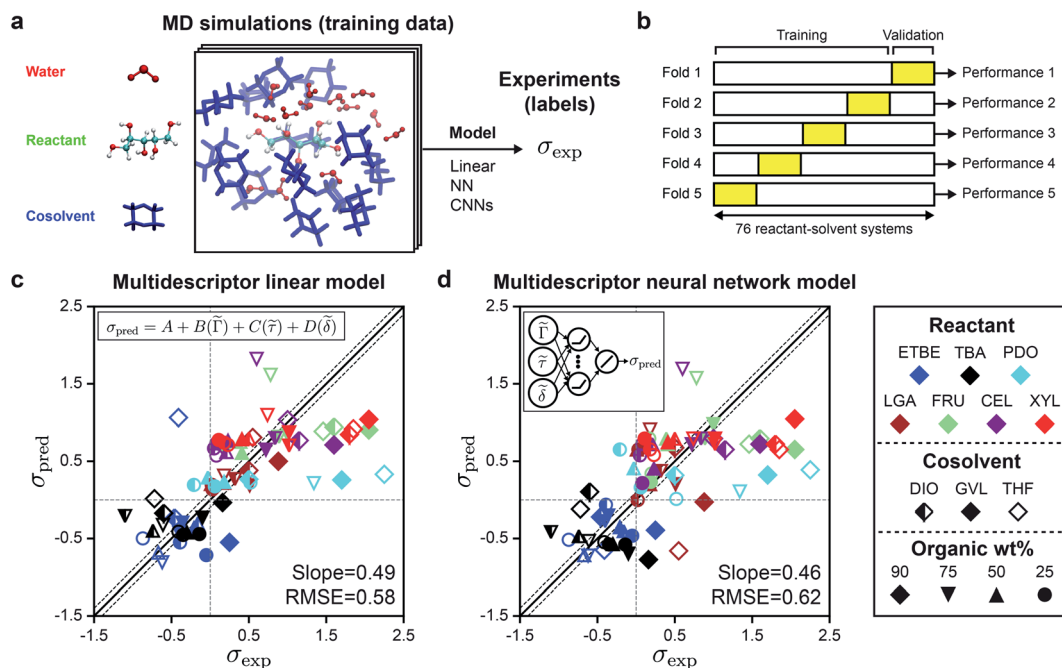 a
MD simulations (training data)
Water
Reactant
Cosolvent
Experiments
(labels)
Model
Linear
NN
CNNs
σexp
b
Training
Validation
Fold 1
Performance 1
Fold 2
Performance 2
Fold 3
Performance 3
Fold 4
Performance 4
Fold 5
Performance 5
76 reactant-solvent systems
c
Multidescriptor linear model
σpred = A + B(Γ̃) + C(τ̃) + D(δ̃)
2.5
1.5
0.5
-0.5
-1.5
σpred
Slope=0.49
RMSE=0.58
-1.5 -0.5 0.5 1.5 2.5
σexp
d
Multidescriptor neural network model
Γ̃
τ̃
δ̃
σpred
2.5
1.5
0.5
-0.5
-1.5
σpred
Slope=0.46
RMSE=0.62
-1.5 -0.5 0.5 1.5 2.5
σexp
Reactant
ETBE TBA PDO
LGA FRU CEL XYL
Cosolvent
DIO GVL THF
Organic wt%
90 75 50 25